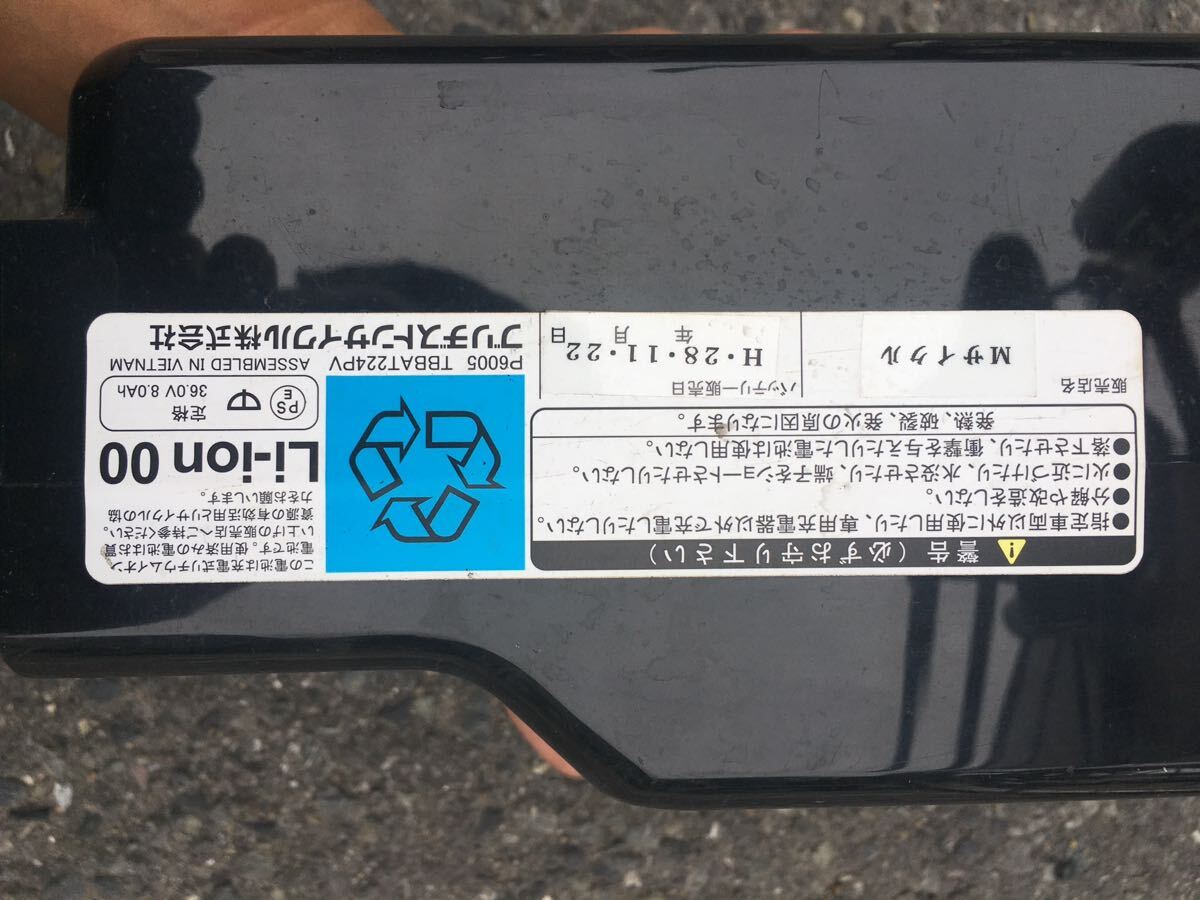 ⚠警告(必ずお守り下さい)
●指定車両以外に使用したり、専用充電器以外で充電したりしない。
●分解や改造をしない。
●火に近づけたり、水没させたり、端子をショートさせたりしない。
●落下させたり、衝撃を与えたりした電池は使用しない。
発熱、破裂、発火の原因になります。
販売店名
Mサイクル
バッテリー販売日
H・28・11・22
年 月 日
この電池は充電式リチウムイオン
電池です。使用済みの電池はお買
い上げの販売店へご持参ください。
資源の有効活用とリサイクルの協
力をお願いします。
Li-ion 00
PSE
定格
36.0V 8.0Ah
P6005 TBBAT224PV ASSEMBLED IN VIETNAM
ブリヂストンサイクル株式会社